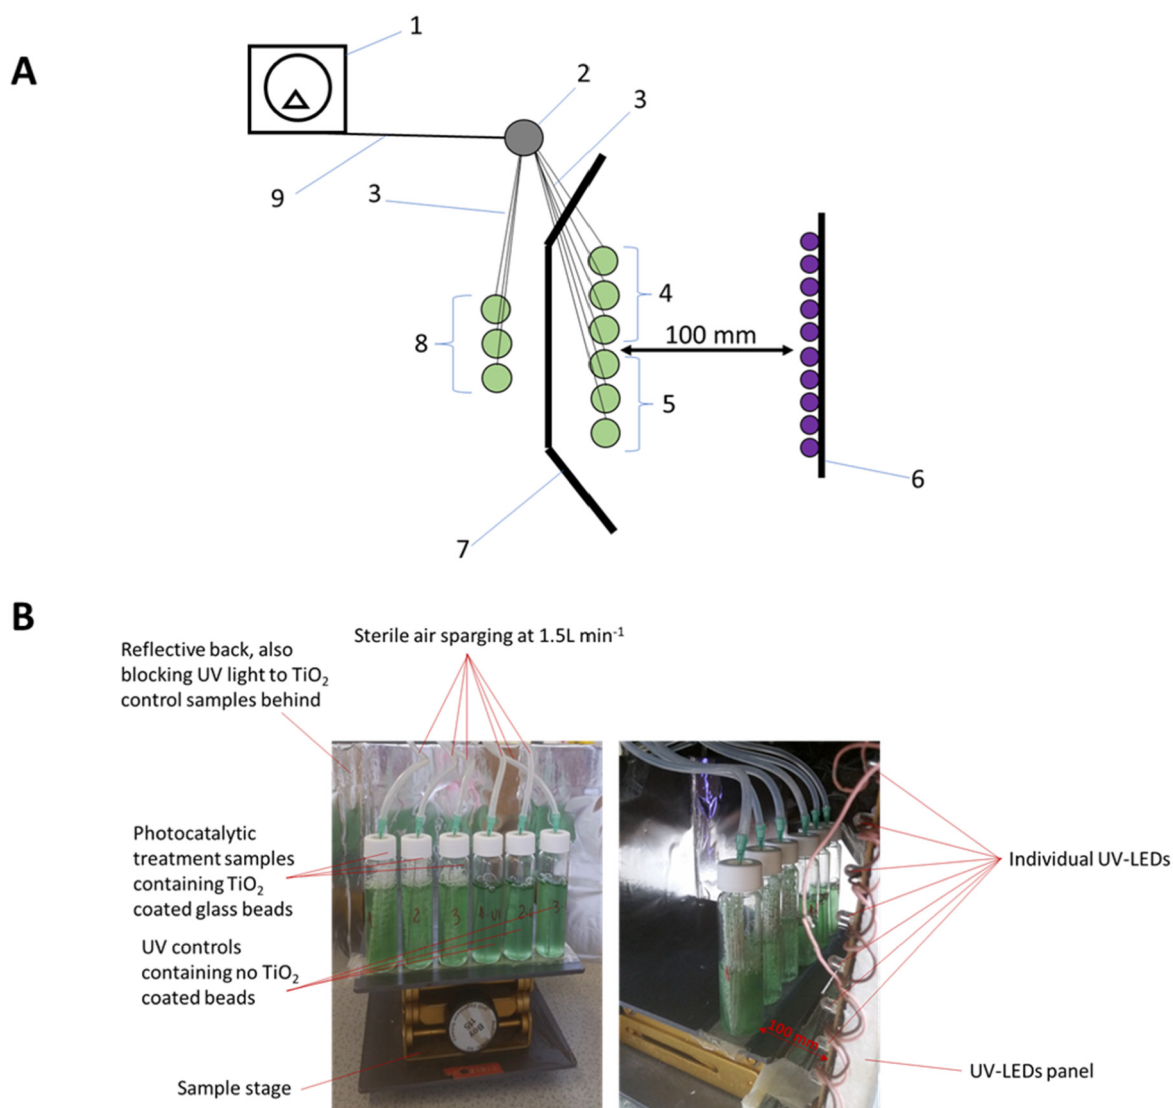 A
1
2
3
3
9
4
8
100 mm
5
6
7
B
Sterile air sparging at 1.5L min⁻¹
Reflective back, also
blocking UV light to TiO₂
control samples behind
Photocatalytic
treatment samples
containing TiO₂
coated glass beads
UV controls
containing no TiO₂
coated beads
Sample stage
2
3
Individual UV-LEDs
100 mm
UV-LEDs panel